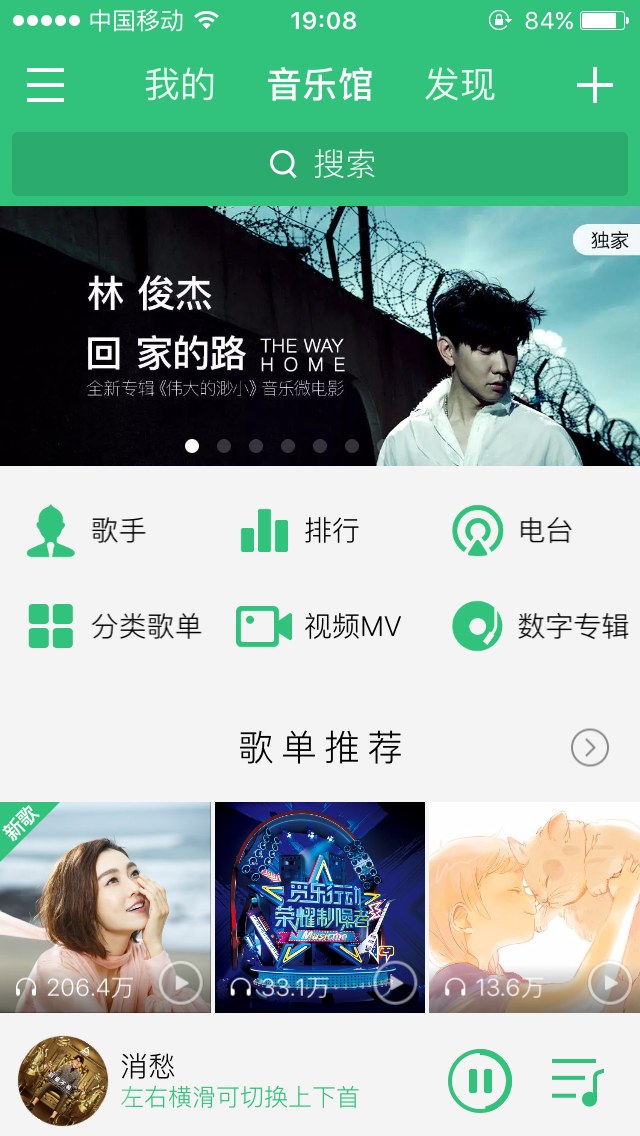 中国移动 19:08 84%
我的 音乐馆 发现
搜索
独家
林 俊杰
回 家的路 THE WAY HOME
全新专辑《伟大的渺小》音乐微电影
歌手 排行 电台
分类歌单 视频MV 数字专辑
歌单推荐
新歌
觅乐行动
荣耀制噪者
Musicine
206.4万 33.1万 13.6万
消愁
左右横滑可切换上下首